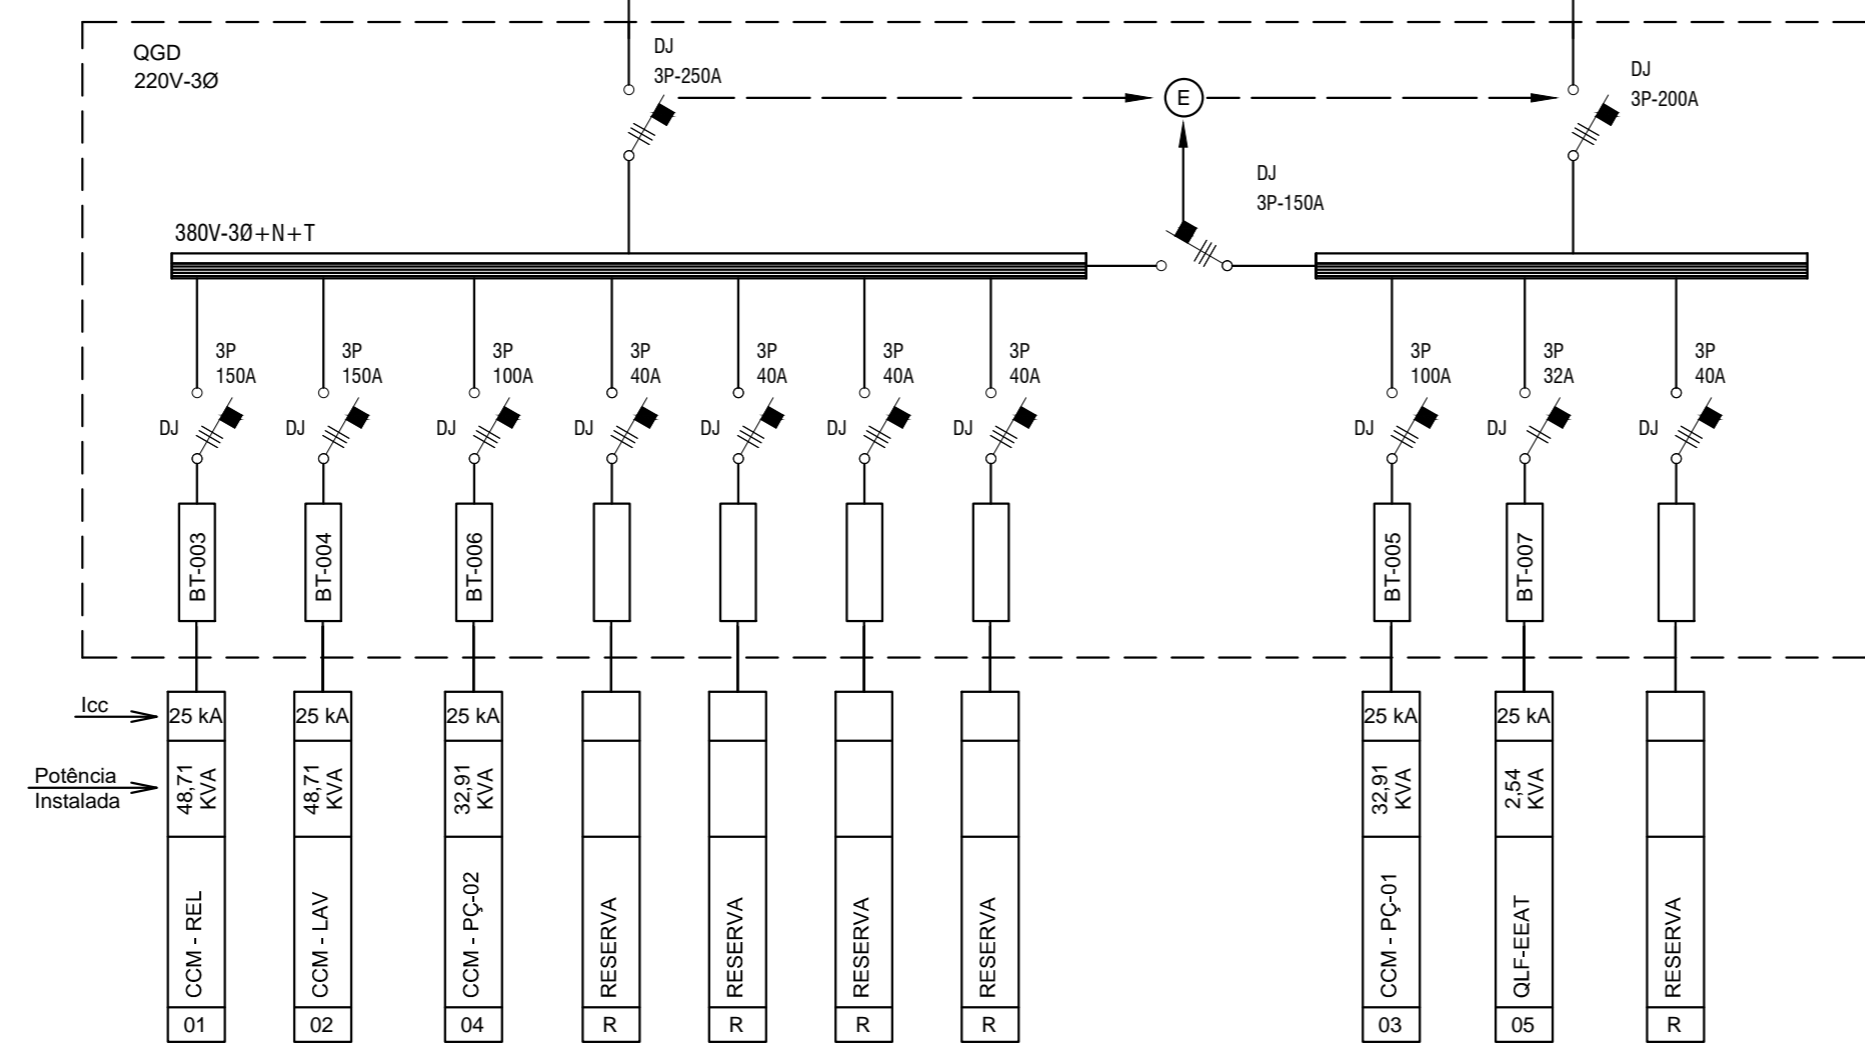 QGD
220V-3Ø
DJ
3P-250A
E
DJ
3P-200A
DJ
3P-150A
380V-3Ø+N+T
3P
150A
DJ
3P
150A
DJ
3P
100A
DJ
3P
40A
DJ
3P
40A
DJ
3P
40A
DJ
3P
40A
DJ
3P
100A
DJ
3P
32A
DJ
3P
40A
DJ
BT-003
BT-004
BT-006
BT-005
BT-007
Icc
25 kA
25 kA
25 kA
25 kA
25 kA
Potência
Instalada
48,71
KVA
48,71
KVA
32,91
KVA
32,91
KVA
2,54
KVA
CCM - REL
CCM - LAV
CCM - PÇ-02
RESERVA
RESERVA
RESERVA
RESERVA
CCM - PÇ-01
QLF-EEAT
RESERVA
01
02
04
R
R
R
R
03
05
R